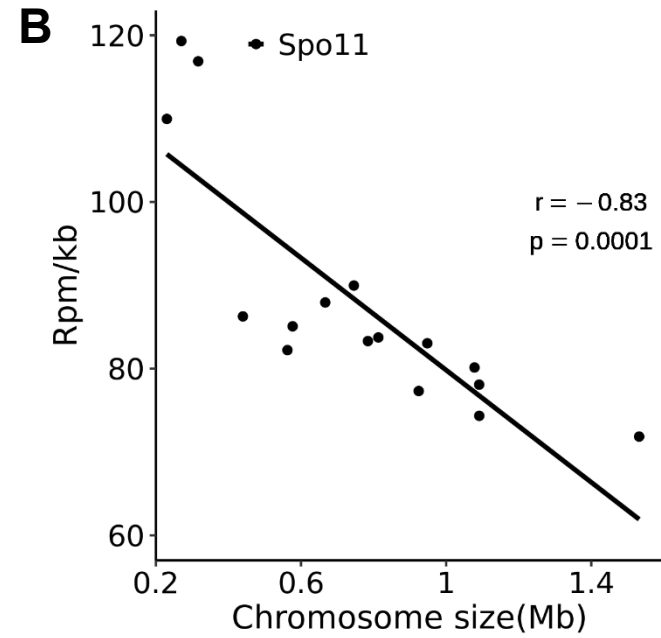 B
120
Spo11
100
r = −0.83
p = 0.0001
Rpm/kb
80
60
0.2 0.6 1 1.4
Chromosome size(Mb)